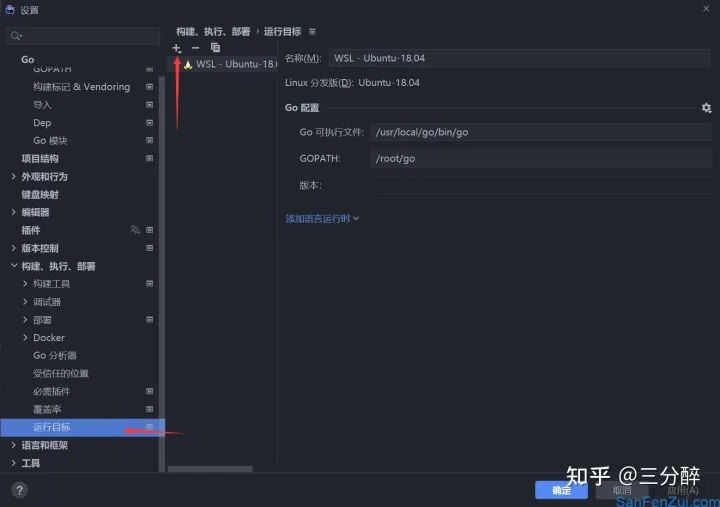 设置
构建、执行、部署 › 运行目标
WSL - Ubuntu-18.0
名称(M): WSL - Ubuntu-18.04
Linux 分发版(D): Ubuntu-18.04
Go 配置
Go 可执行文件: /usr/local/go/bin/go
GOPATH: /root/go
版本:
添加语言运行时
Go
GOPATH
构建标记 & Vendoring
导入
Dep
Go 模块
项目结构
外观和行为
键盘映射
编辑器
插件
版本控制
构建、执行、部署
构建工具
调试器
部署
Docker
Go 分析器
受信任的位置
必需插件
覆盖率
运行目标
语言和框架
工具
?
确定
取消
应用(A)
知乎 @三分醉
SanFenZui.com